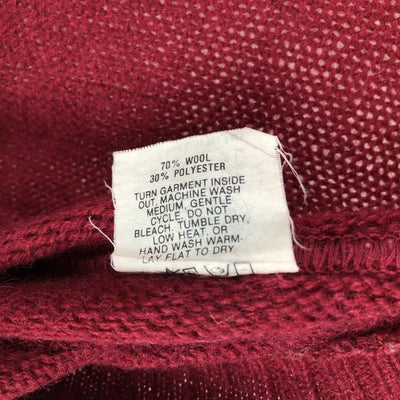 70% WOOL
30% POLYESTER
TURN GARMENT INSIDE
OUT, MACHINE WASH
MEDIUM, GENTLE
CYCLE. DO NOT
BLEACH. TUMBLE DRY,
LOW HEAT. OR
HAND WASH WARM-
LAY FLAT TO DRY.